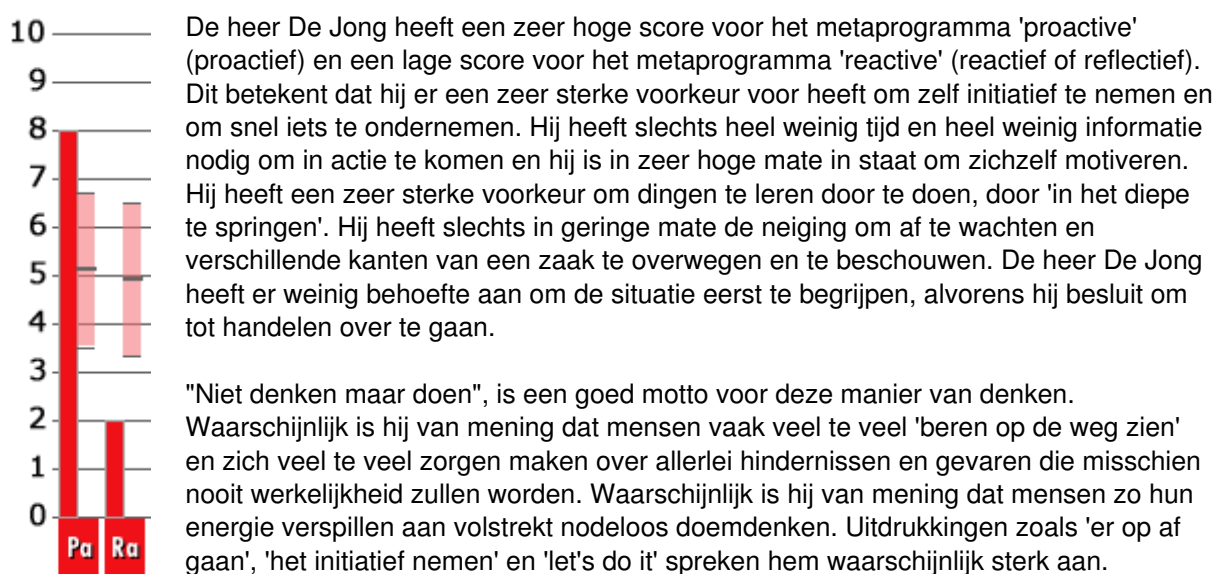 10
9
8
7
6
5
4
3
2
1
0
Pa Ra
De heer De Jong heeft een zeer hoge score voor het metaprogramma 'proactive'
(proactief) en een lage score voor het metaprogramma 'reactive' (reactief of reflectief).
Dit betekent dat hij er een zeer sterke voorkeur voor heeft om zelf initiatief te nemen en
om snel iets te ondernemen. Hij heeft slechts heel weinig tijd en heel weinig informatie
nodig om in actie te komen en hij is in zeer hoge mate in staat om zichzelf motiveren.
Hij heeft een zeer sterke voorkeur om dingen te leren door te doen, door 'in het diepe
te springen'. Hij heeft slechts in geringe mate de neiging om af te wachten en
verschillende kanten van een zaak te overwegen en te beschouwen. De heer De Jong
heeft er weinig behoefte aan om de situatie eerst te begrijpen, alvorens hij besluit om
tot handelen over te gaan.
"Niet denken maar doen", is een goed motto voor deze manier van denken.
Waarschijnlijk is hij van mening dat mensen vaak veel te veel 'beren op de weg zien'
en zich veel te veel zorgen maken over allerlei hindernissen en gevaren die misschien
nooit werkelijkheid zullen worden. Waarschijnlijk is hij van mening dat mensen zo hun
energie verspillen aan volstrekt nodeloos doemdenken. Uitdrukkingen zoals 'er op af
gaan', 'het initiatief nemen' en 'let's do it' spreken hem waarschijnlijk sterk aan.